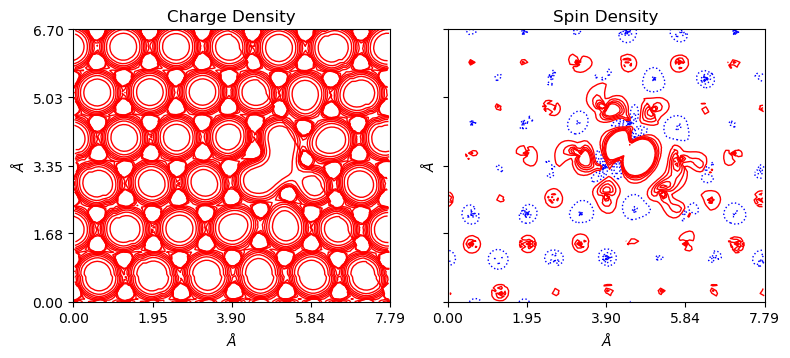 Charge Density
Spin Density
6.70
5.03
3.35
1.68
0.00
Å
Å
0.00 1.95 3.90 5.84 7.79
0.00 1.95 3.90 5.84 7.79
Å
Å